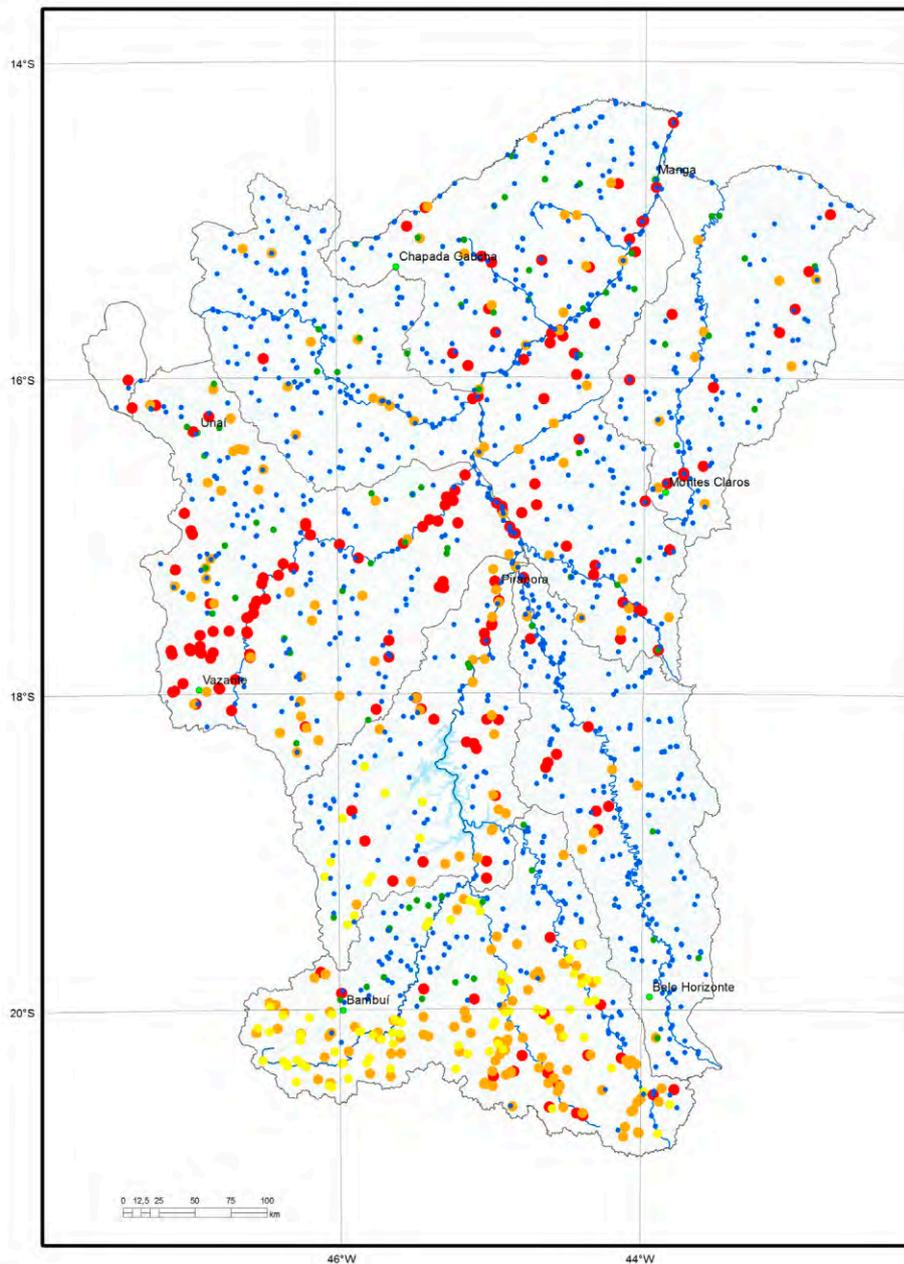 14°S
Manga
Chapada Gaúcha
16°S
Unaí
Montes Claros
Pirapora
Vazante
18°S
Belo Horizonte
Bambuí
20°S
0 12,5 25 50 75 100
km
46°W 44°W